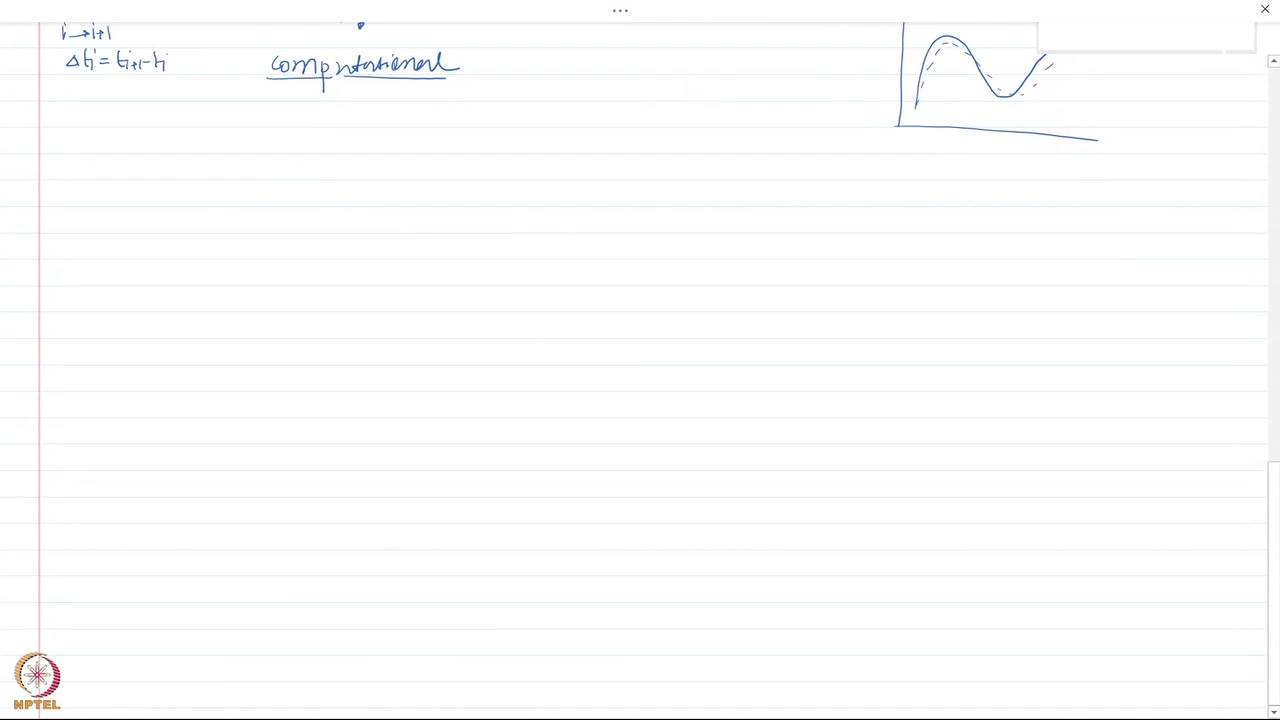 i → i+1
Δti = ti+1 - ti
computational
NPTEL